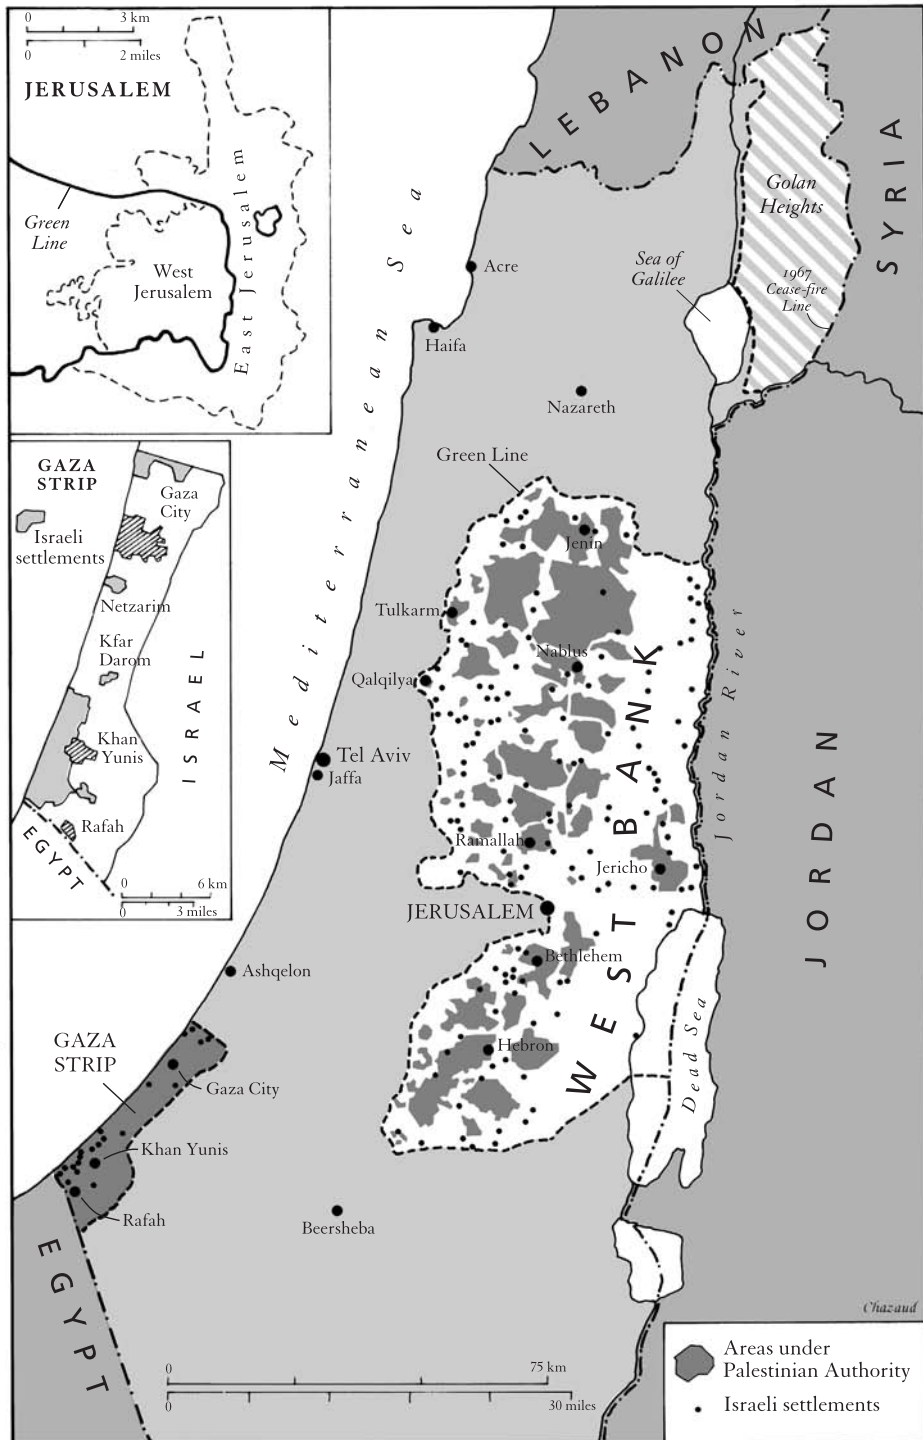 0 3 km
0 2 miles
JERUSALEM
Green
Line
West
Jerusalem
East Jerusalem
GAZA
STRIP
Israeli
settlements
Gaza
City
Netzarim
Kfar
Darom
Khan
Yunis
Rafah
ISRAEL
EGYPT
0 6 km
0 3 miles
LEBANON
SYRIA
Golan
Heights
1967
Cease-fire
Line
Sea of
Galilee
Mediterranean Sea
Acre
Haifa
Nazareth
Green Line
Jenin
Tulkarm
Nablus
Qalqilya
Tel Aviv
Jaffa
WEST BANK
Jordan River
JORDAN
Ramallah
Jericho
JERUSALEM
Bethlehem
Ashqelon
Hebron
Dead Sea
GAZA
STRIP
Gaza City
Khan Yunis
Rafah
Beersheba
EGYPT
Chazaud
0 75 km
0 30 miles
Areas under
Palestinian Authority
Israeli settlements